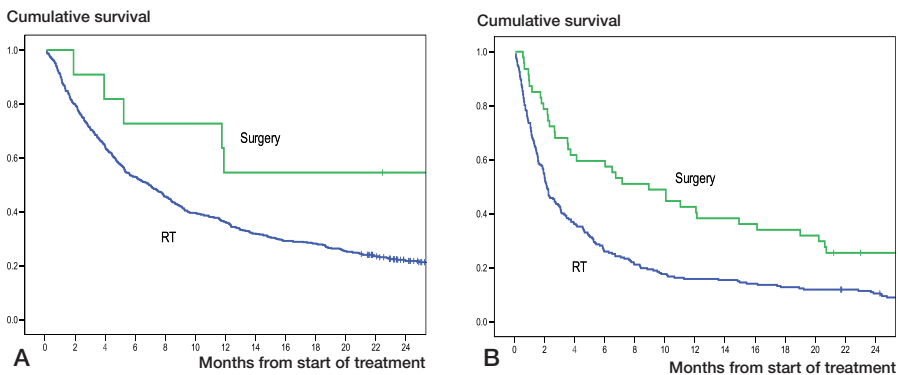 Cumulative survival
1.0
0.8
0.6
0.4
0.2
0.0
Surgery
RT
0 2 4 6 8 10 12 14 16 18 20 22 24
A
Months from start of treatment
Cumulative survival
1.0
0.8
0.6
0.4
0.2
0.0
Surgery
RT
0 2 4 6 8 10 12 14 16 18 20 22 24
B
Months from start of treatment